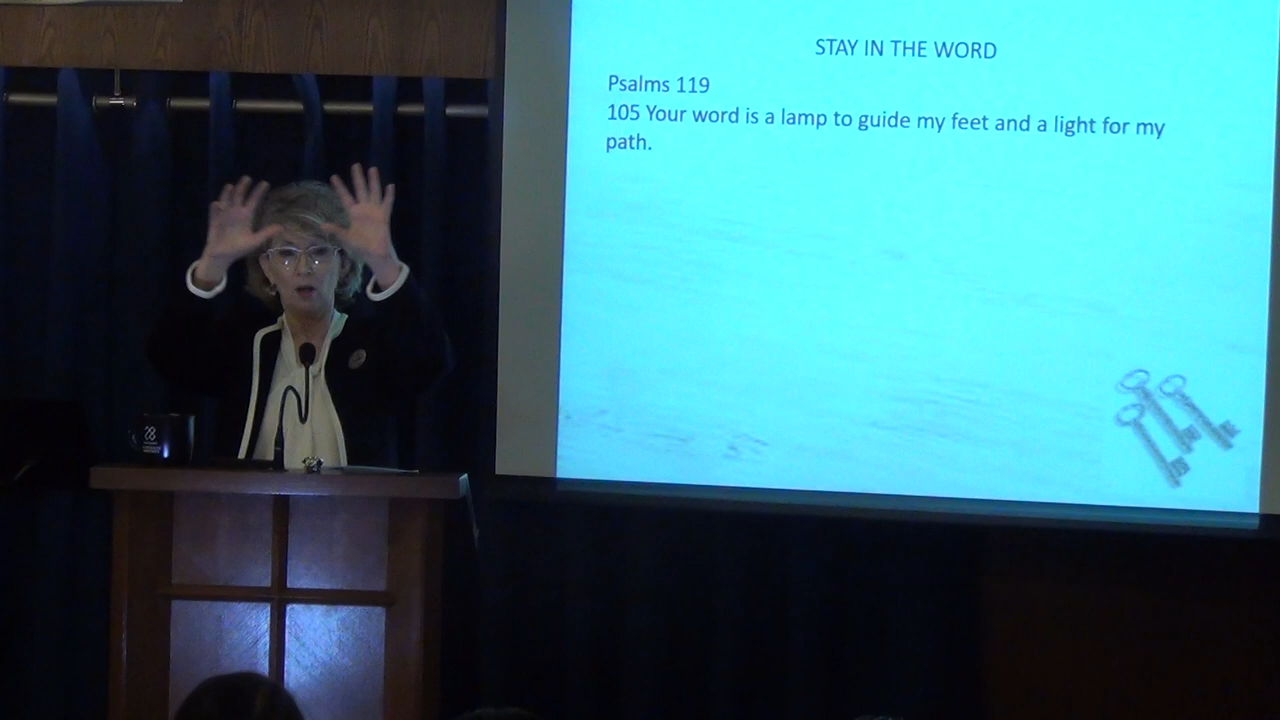 STAY IN THE WORD
Psalms 119
105 Your word is a lamp to guide my feet and a light for my
path.